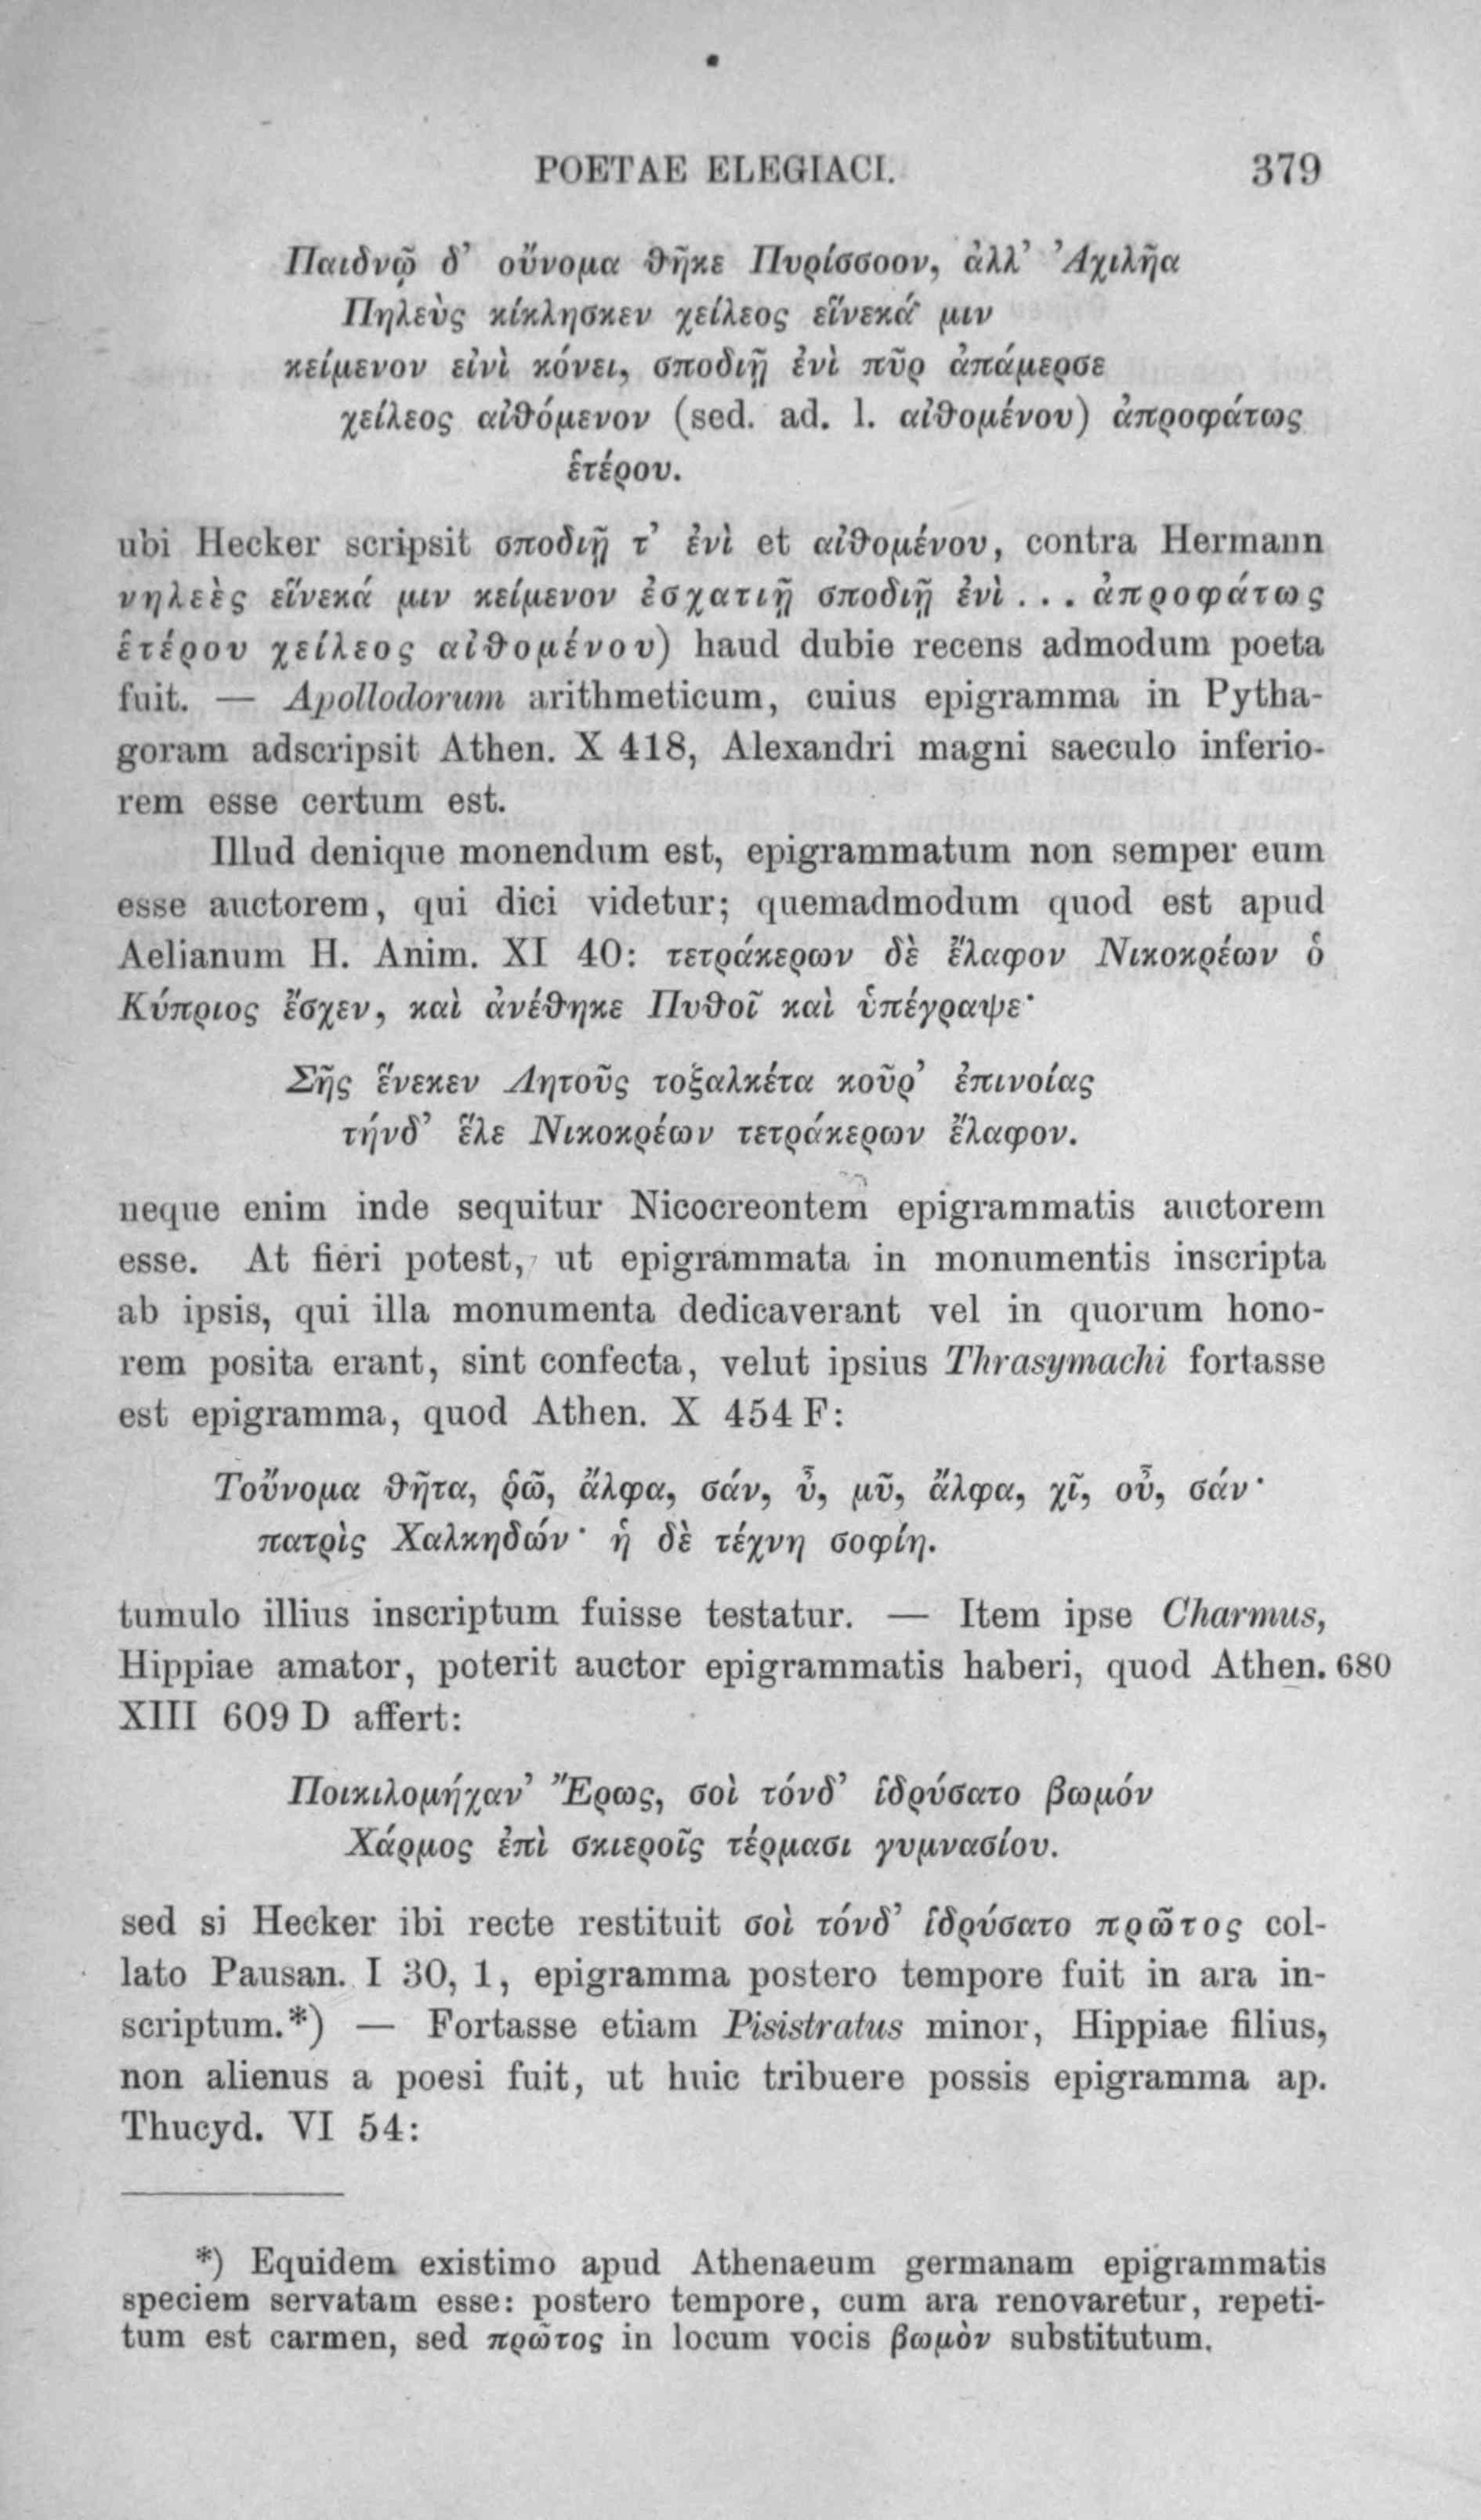 POETAE ELEGIACI. 379
Παιδνῷ δ’ οὔνομα θῆκε Πυρίσσοον, ἀλλ’ Ἀχιλῆα
Πηλεὺς κίκλησκεν χείλεος εἵνεκά μιν
κείμενον εἰνὶ κόνει, σποδιῇ ἐνὶ πῦρ ἀπάμερσε
χείλεος αἰθόμενον (sed. ad. l. αἰθομένου) ἀπροφάτως
ἑτέρου.
ubi Hecker scripsit σποδιῇ τ’ ἐνὶ et αἰθομένου, contra Hermann
νηλεὲς εἵνεκά μιν κείμενον ἐσχατιῇ σποδιῇ ἐνὶ . . . ἀπροφάτως
ἑτέρου χείλεος αἰθομένου) haud dubie recens admodum poeta
fuit. — Apollodorum arithmeticum, cuius epigramma in Pytha-
goram adscripsit Athen. X 418, Alexandri magni saeculo inferio-
rem esse certum est.
Illud denique monendum est, epigrammatum non semper eum
esse auctorem, qui dici videtur; quemadmodum quod est apud
Aelianum H. Anim. XI 40: τετράκερων δὲ ἔλαφον Νικοκρέων ὁ
Κύπριος ἔσχεν, καὶ ἀνέθηκε Πυθοῖ καὶ ὑπέγραψε·
Σῆς ἕνεκεν Λητοῦς τοξαλκέτα κοῦρ’ ἐπινοίας
τήνδ’ ἕλε Νικοκρέων τετράκερων ἔλαφον.
neque enim inde sequitur Nicocreontem epigrammatis auctorem
esse. At fieri potest, ut epigrammata in monumentis inscripta
ab ipsis, qui illa monumenta dedicaverant vel in quorum hono-
rem posita erant, sint confecta, velut ipsius Thrasymachi fortasse
est epigramma, quod Athen. X 454 F:
Τοὔνομα θῆτα, ῥῶ, ἄλφα, σάν, ὖ, μῦ, ἄλφα, χῖ, οὖ, σάν·
πατρὶς Χαλκηδών· ἡ δὲ τέχνη σοφίη.
tumulo illius inscriptum fuisse testatur. — Item ipse Charmus,
Hippiae amator, poterit auctor epigrammatis haberi, quod Athen. 680
XIII 609 D affert:
Ποικιλομήχαν’ Ἔρως, σοὶ τόνδ’ ἱδρύσατο βωμόν
Χάρμος ἐπὶ σκιεροῖς τέρμασι γυμνασίου.
sed si Hecker ibi recte restituit σοὶ τόνδ’ ἱδρύσατο πρῶτος col-
lato Pausan. I 30, 1, epigramma postero tempore fuit in ara in-
scriptum.*) — Fortasse etiam Pisistratus minor, Hippiae filius,
non alienus a poesi fuit, ut huic tribuere possis epigramma ap.
Thucyd. VI 54:
*) Equidem existimo apud Athenaeum germanam epigrammatis
speciem servatam esse: postero tempore, cum ara renovaretur, repeti-
tum est carmen, sed πρῶτος in locum vocis βωμὸν substitutum.